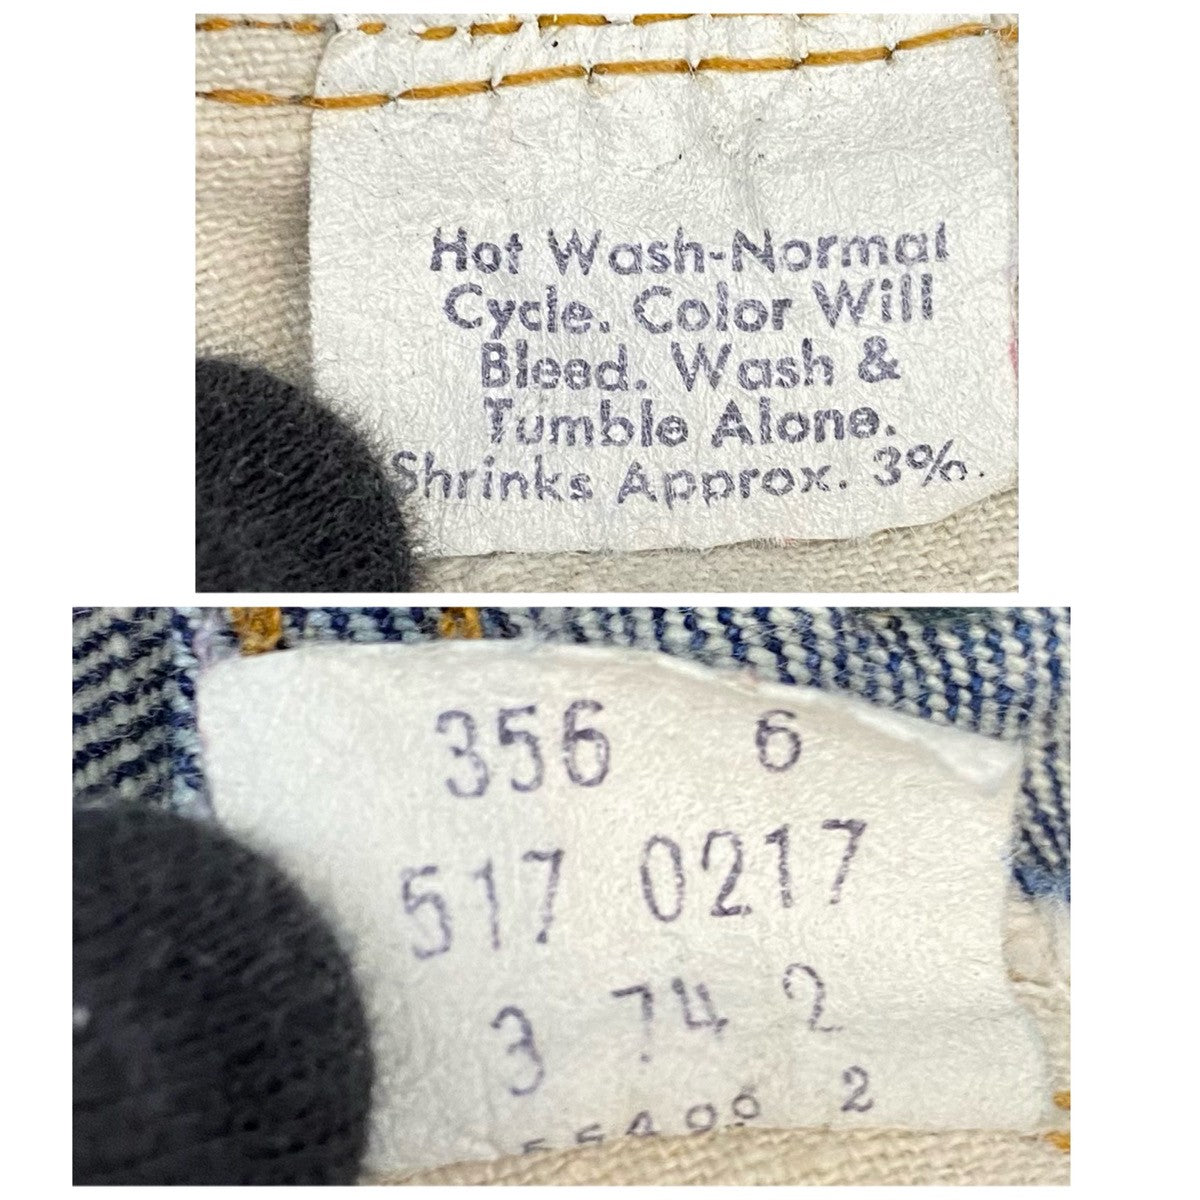 Hot Wash-Normal
Cycle. Color Will
Bleed. Wash &
Tumble Alone.
Shrinks Approx. 3%.
356 6
517 0217
3 74 2
2